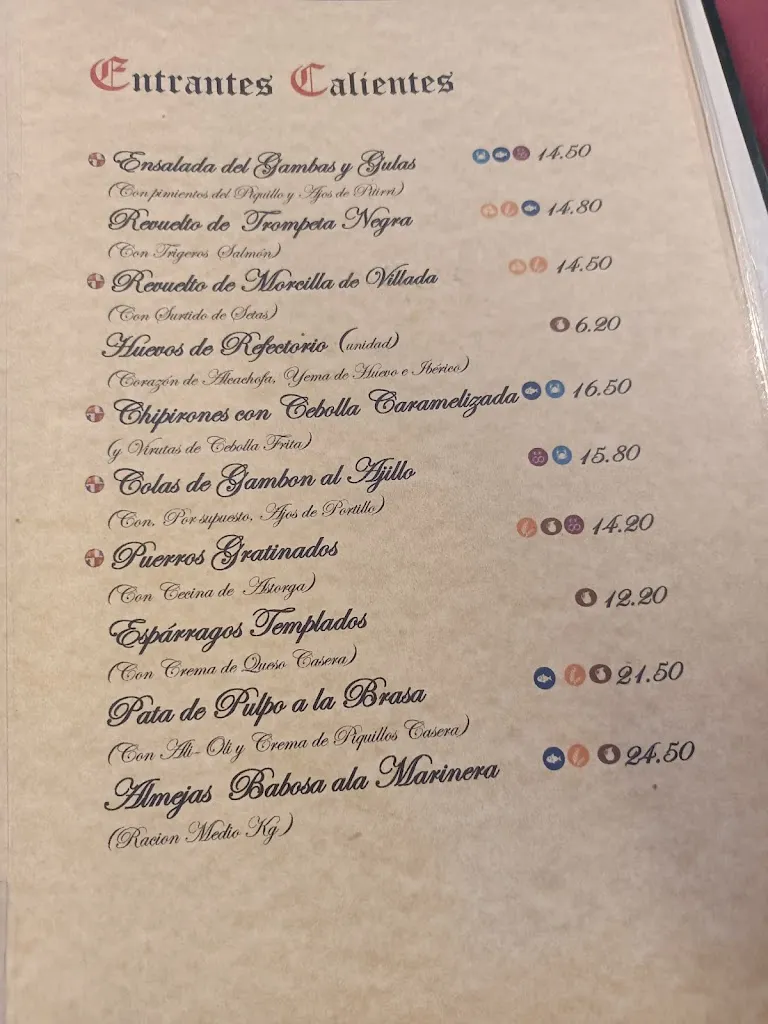 Entrantes Calientes
Ensalada del Gambas y Gulas 14.50
(Con pimientos del Piquillo y Ajos de
Revuelto de Trompeta Negra 14.80
(Con Trigeros Salmón)
Revuelto de Morcilla de Villada 14.50
(Con Surtido de Setas)
Huevos de Refectorio (unidad) 6.20
(Corazón de Alcachofa, Yema de Huevo e Ibérico)
Chipirones con Cebolla Caramelizada 16.50
(y Virutas de Cebolla Frita)
Colas de Gambon al Ajillo 15.80
(Con, Por supuesto, Ajos de Portillo)
Puerros Gratinados 14.20
(Con Cecina de Astorga)
Espárragos Templados 12.20
(Con Crema de Queso Casera)
Pata de Pulpo a la Brasa 21.50
(Con Ali-Oli y Crema de Piquillos Casera)
Almejas Babosa ala Marinera 24.50
(Racion Medio Kg)